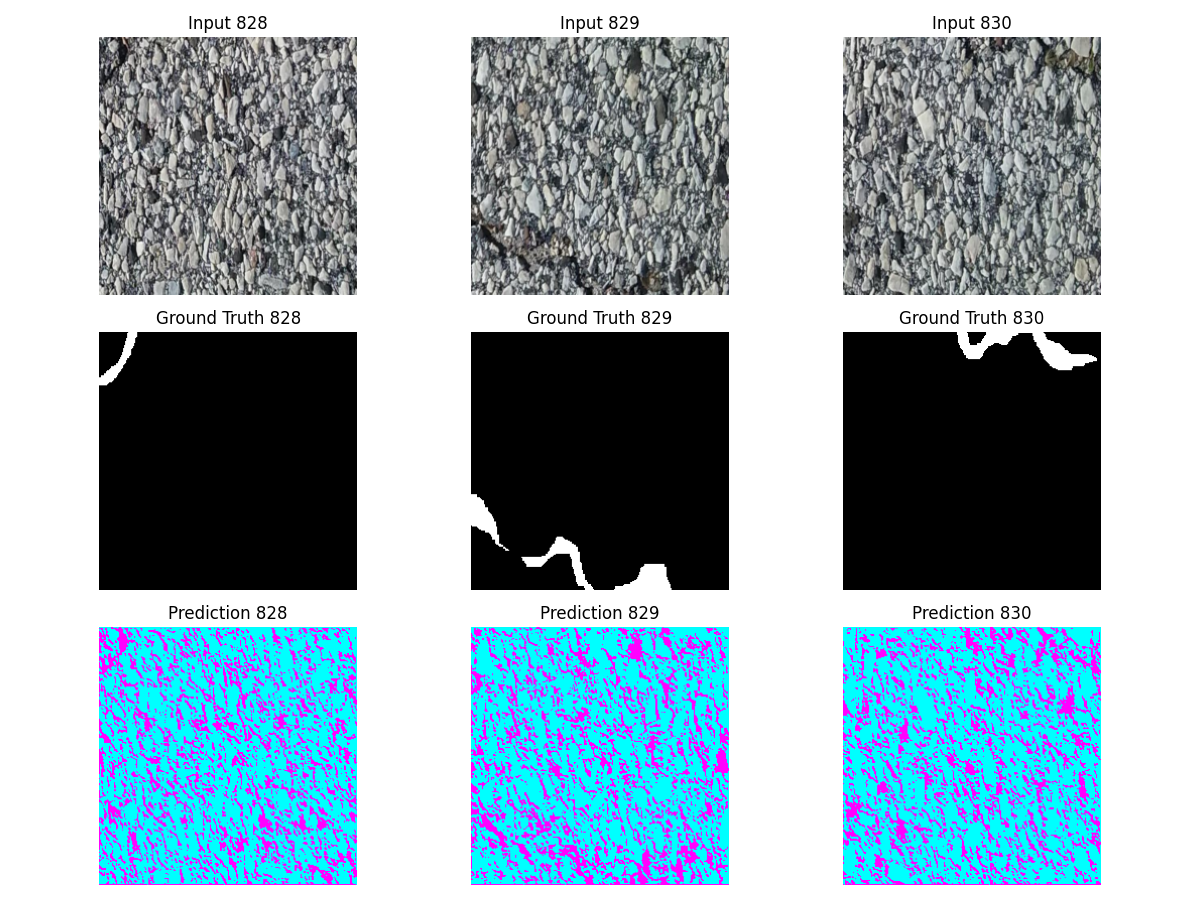 Input 828
Input 829
Input 830
Ground Truth 828
Ground Truth 829
Ground Truth 830
Prediction 828
Prediction 829
Prediction 830